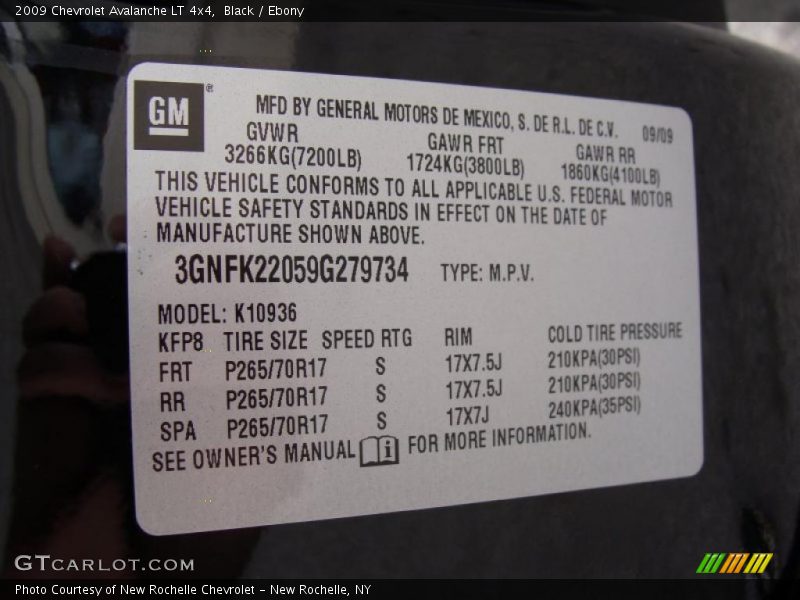 2009 Chevrolet Avalanche LT 4x4, Black / Ebony
GM®
MFD BY GENERAL MOTORS DE MEXICO, S. DE R.L. DE C.V. 09/09
GVWR GAWR FRT GAWR RR
3266KG(7200LB) 1724KG(3800LB) 1860KG(4100LB)
THIS VEHICLE CONFORMS TO ALL APPLICABLE U.S. FEDERAL MOTOR
VEHICLE SAFETY STANDARDS IN EFFECT ON THE DATE OF
MANUFACTURE SHOWN ABOVE.
3GNFK22059G279734 TYPE: M.P.V.
MODEL: K10936
KFP8 TIRE SIZE SPEED RTG RIM COLD TIRE PRESSURE
FRT P265/70R17 S 17X7.5J 210KPA(30PSI)
RR P265/70R17 S 17X7.5J 210KPA(30PSI)
SPA P265/70R17 S 17X7J 240KPA(35PSI)
SEE OWNER'S MANUAL i FOR MORE INFORMATION.
GTCARLOT.COM
Photo Courtesy of New Rochelle Chevrolet – New Rochelle, NY